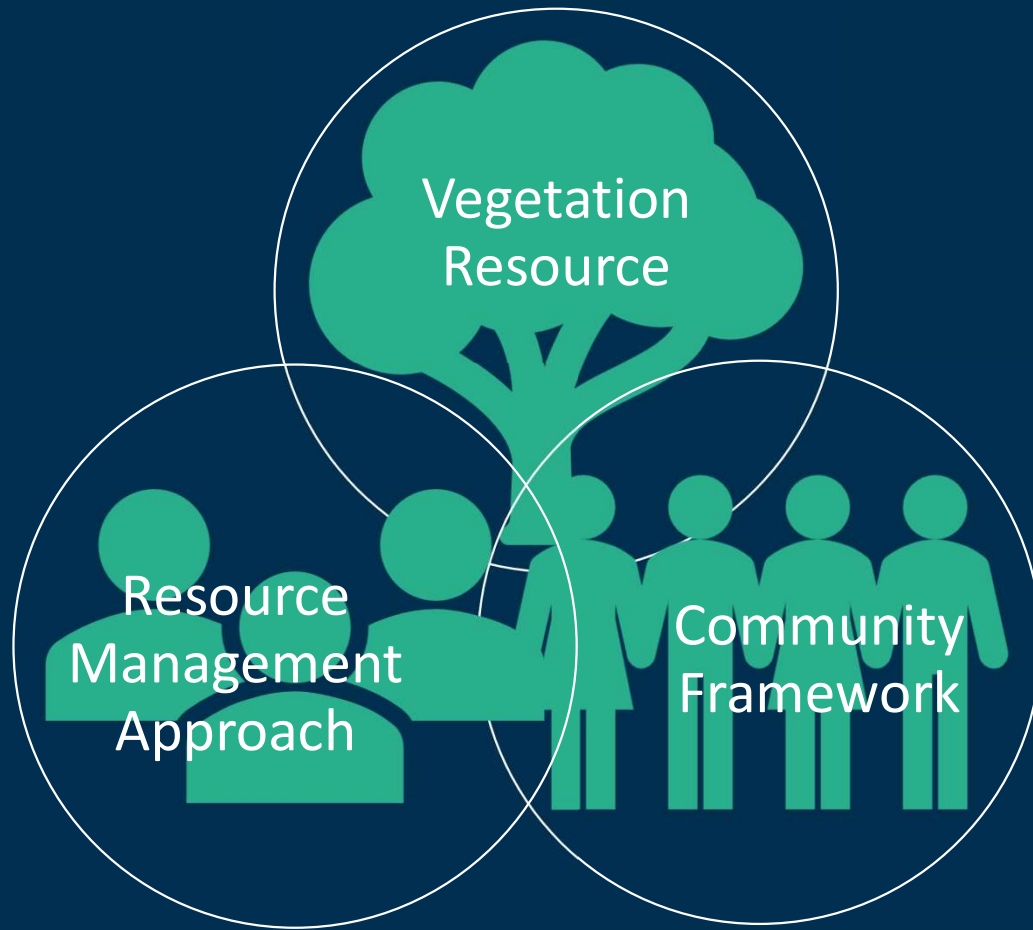 Vegetation
Resource
Resource
Management
Approach
Community
Framework